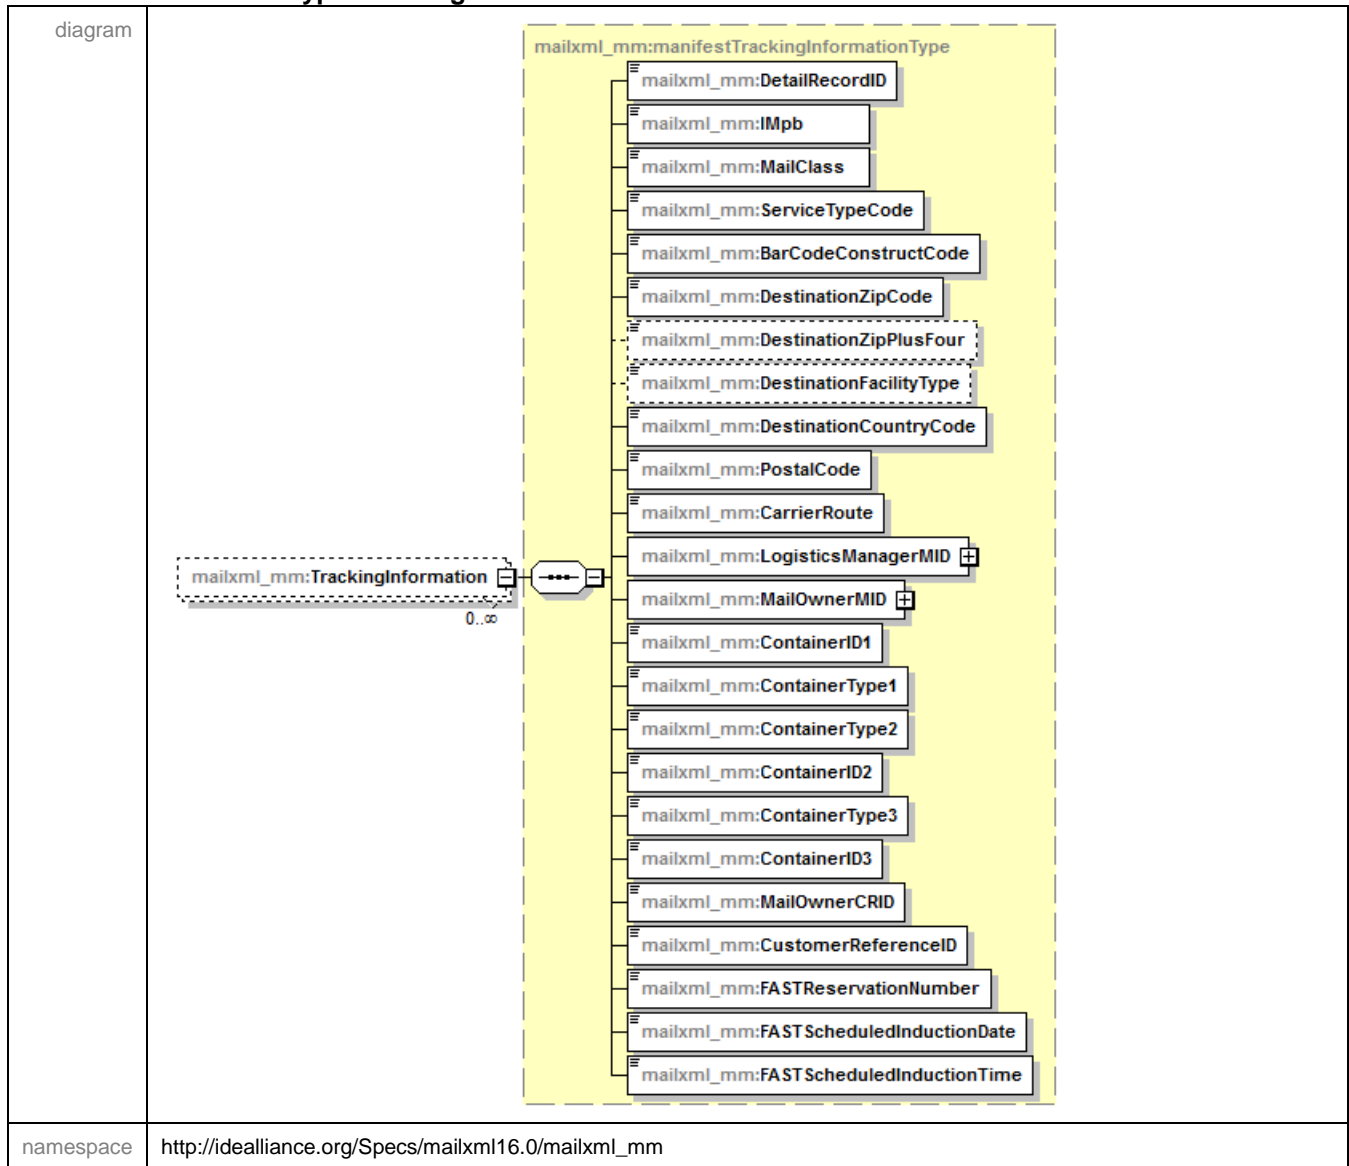 diagram
mailxml_mm:manifestTrackingInformationType
mailxml_mm:DetailRecordID
mailxml_mm:IMpb
mailxml_mm:MailClass
mailxml_mm:ServiceTypeCode
mailxml_mm:BarCodeConstructCode
mailxml_mm:DestinationZipCode
mailxml_mm:DestinationZipPlusFour
mailxml_mm:DestinationFacilityType
mailxml_mm:DestinationCountryCode
mailxml_mm:PostalCode
mailxml_mm:CarrierRoute
mailxml_mm:LogisticsManagerMID
mailxml_mm:TrackingInformation
0..∞
mailxml_mm:MailOwnerMID
mailxml_mm:ContainerID1
mailxml_mm:ContainerType1
mailxml_mm:ContainerType2
mailxml_mm:ContainerID2
mailxml_mm:ContainerType3
mailxml_mm:ContainerID3
mailxml_mm:MailOwnerCRID
mailxml_mm:CustomerReferenceID
mailxml_mm:FASTReservationNumber
mailxml_mm:FASTScheduledInductionDate
mailxml_mm:FASTScheduledInductionTime
namespace
http://idealliance.org/Specs/mailxml16.0/mailxml_mm